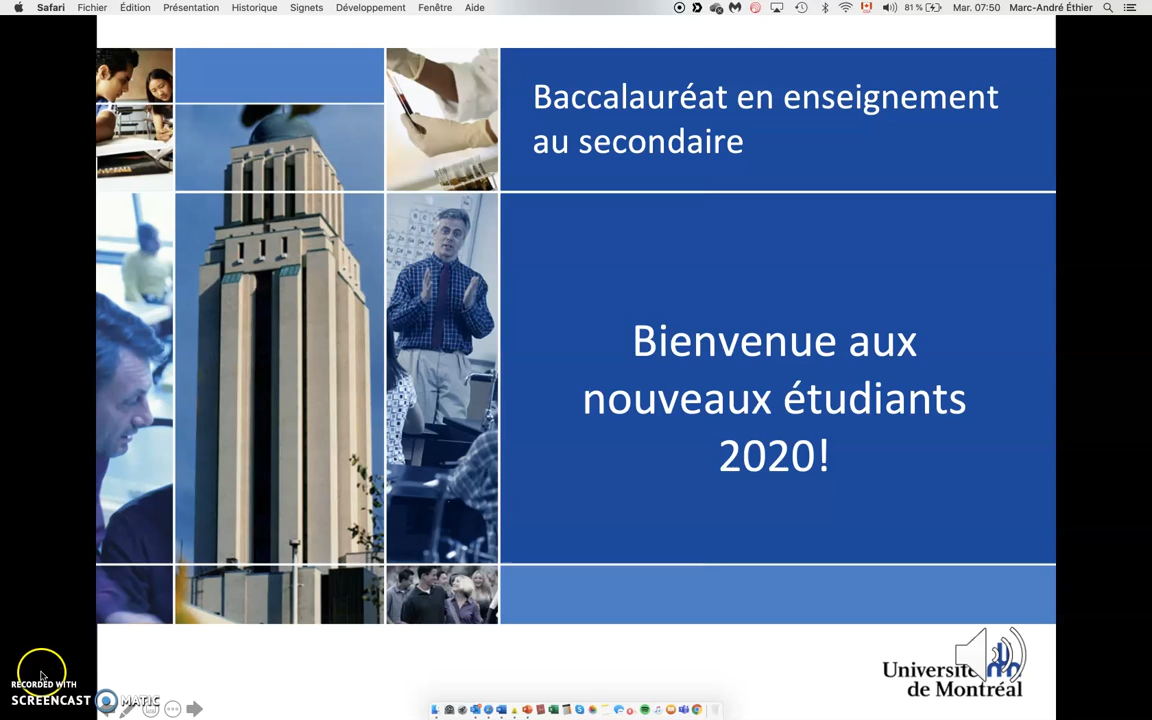 Safari Fichier Édition Présentation Historique Signets Développement Fenêtre Aide 81 % Mar. 07:50 Marc-André Éthier
Baccalauréat en enseignement
au secondaire
Bienvenue aux
nouveaux étudiants
2020!
RECORDED WITH
SCREENCAST MATIC
Université
de Montréal